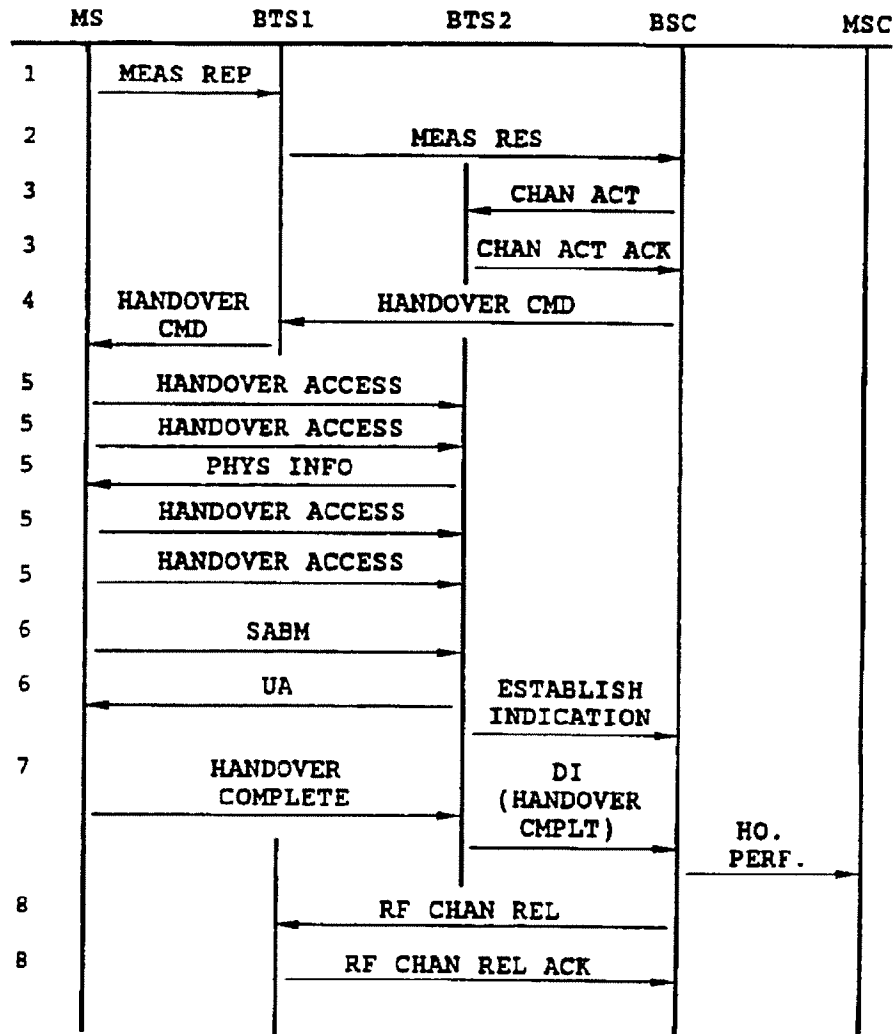 MS BTS1 BTS2 BSC MSC
1 MEAS REP
2 MEAS RES
3 CHAN ACT
3 CHAN ACT ACK
4 HANDOVER CMD HANDOVER CMD
5 HANDOVER ACCESS
5 HANDOVER ACCESS
5 PHYS INFO
5 HANDOVER ACCESS
5 HANDOVER ACCESS
6 SABM
6 UA ESTABLISH INDICATION
7 HANDOVER COMPLETE DI (HANDOVER CMPLT) HO. PERF.
8 RF CHAN REL
8 RF CHAN REL ACK